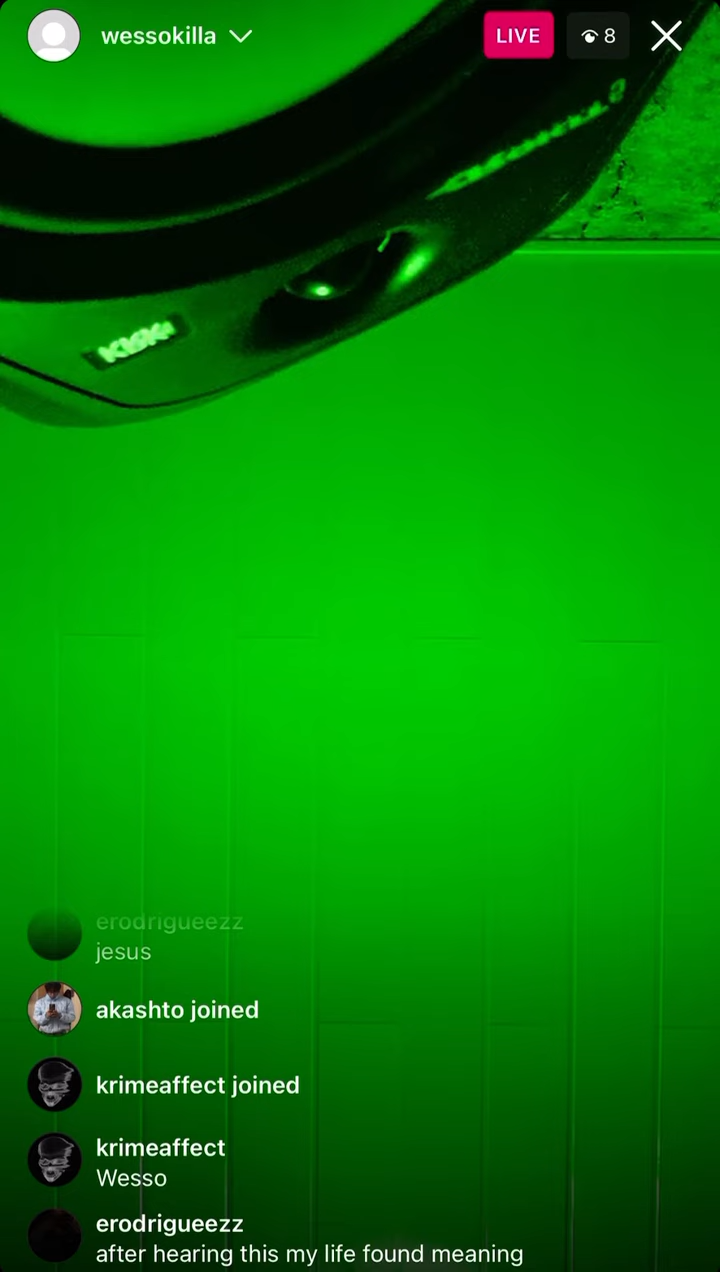 wessokilla
LIVE
8
KRK
erodrigueezz
jesus
akashto joined
krimeaffect joined
krimeaffect
Wesso
erodrigueezz
after hearing this my life found meaning